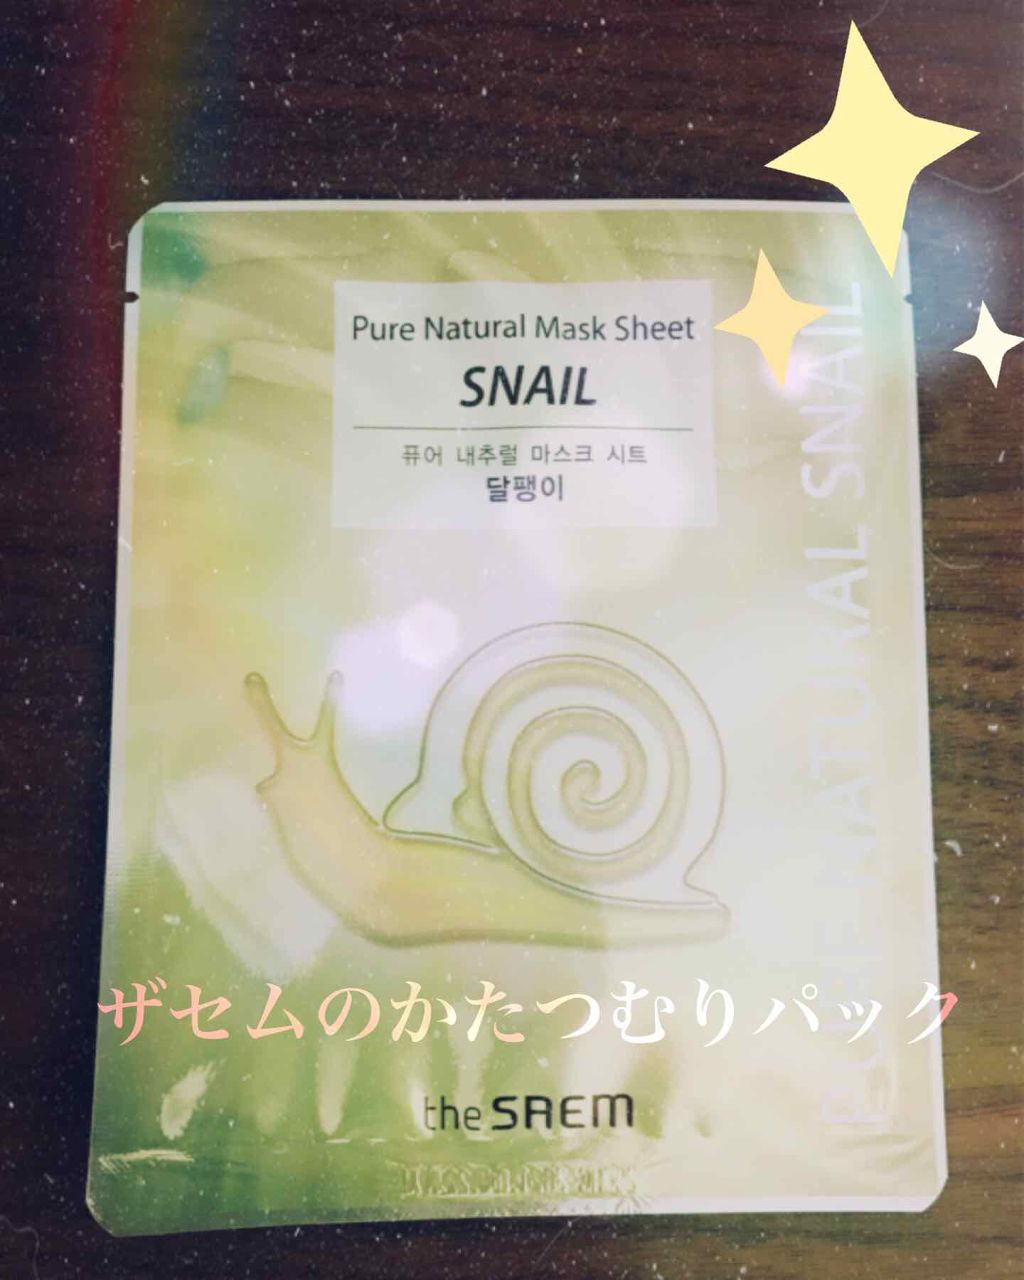 Pure Natural Mask Sheet
SNAIL
퓨어 내추럴 마스크 시트
달팽이
PURE NATURAL SNAIL
ザセムのかたつむりパック
the SAEM